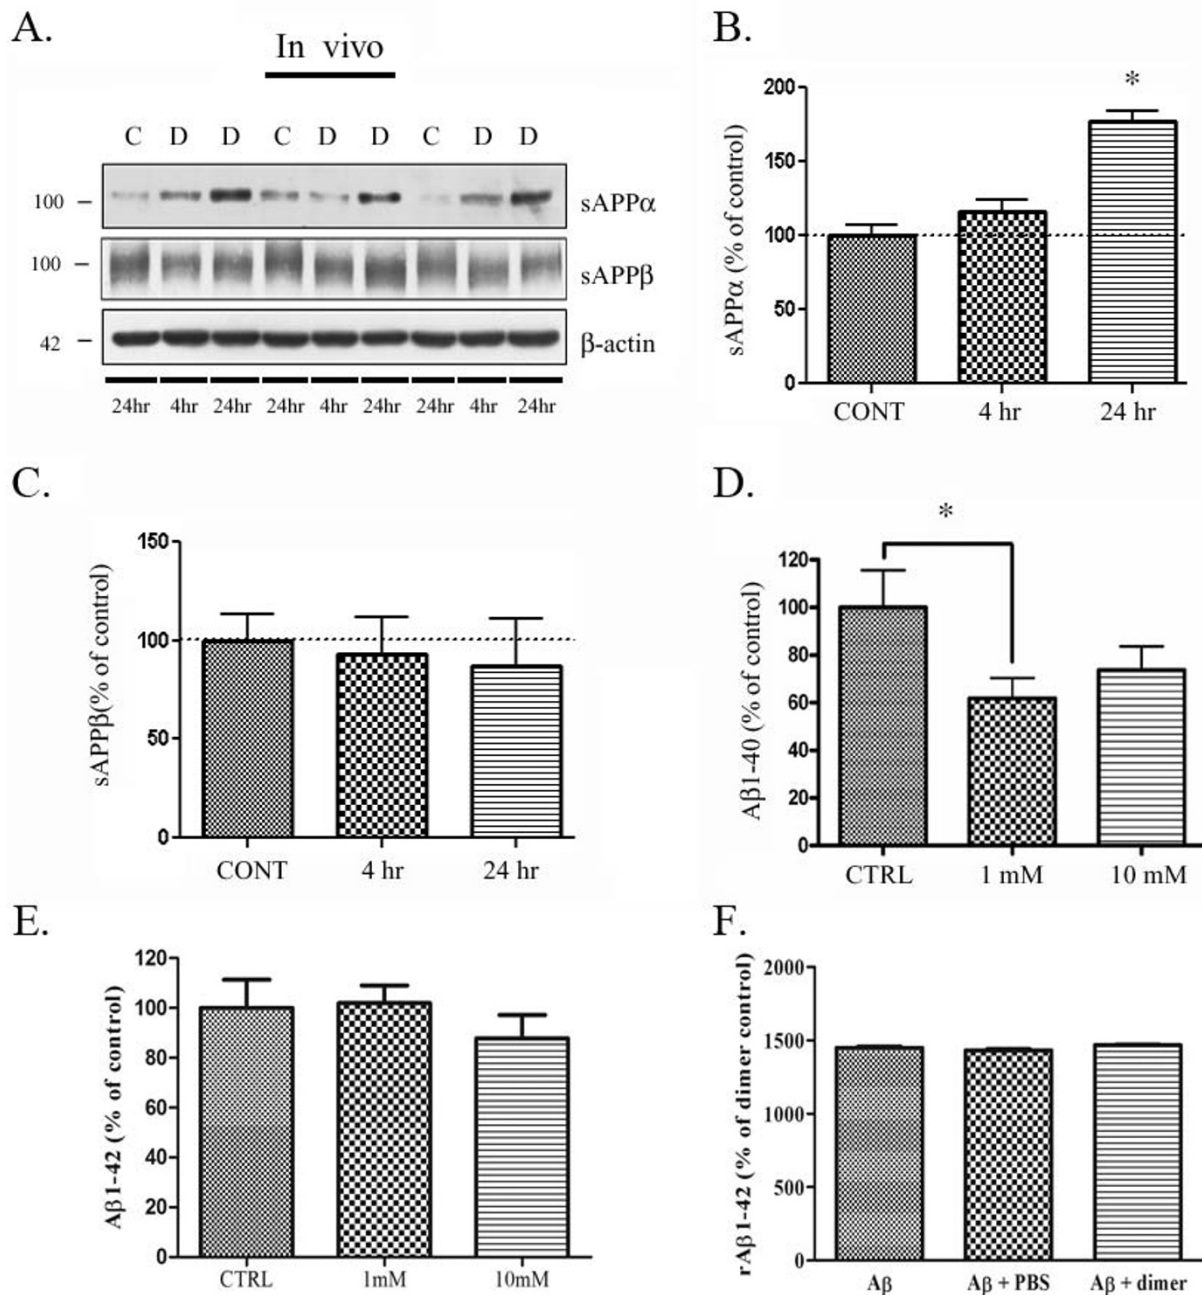 A.
In vivo
C D D C D D C D D
100
sAPPα
100
sAPPβ
42
β-actin
24hr 4hr 24hr 24hr 4hr 24hr 24hr 4hr 24hr
B.
*
sAPPα (% of control)
200
150
100
50
0
CONT 4 hr 24 hr
C.
sAPPβ(% of control)
150
100
50
0
CONT 4 hr 24 hr
D.
*
Aβ1-40 (% of control)
120
100
80
60
40
20
0
CTRL 1 mM 10 mM
E.
Aβ1-42 (% of control)
120
100
80
60
40
20
0
CTRL 1mM 10mM
F.
rAβ1-42 (% of dimer control)
2000
1500
1000
500
0
Aβ Aβ + PBS Aβ + dimer